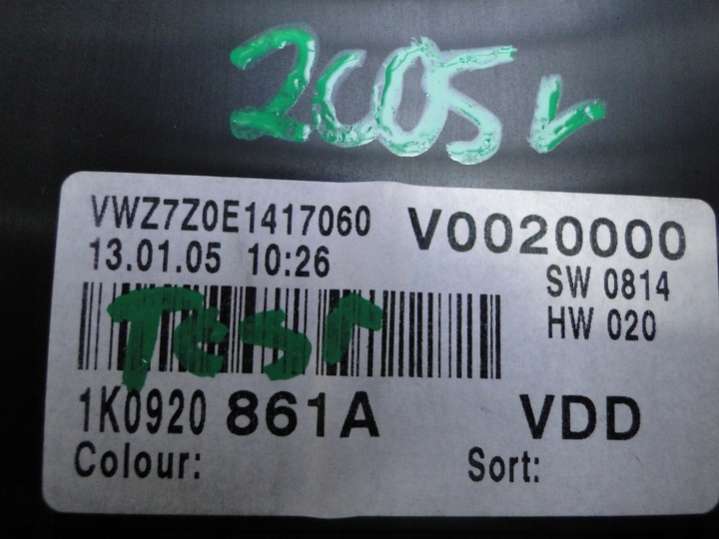 2005r
VWZ7Z0E1417060 V0020000
13.01.05 10:26 SW 0814
HW 020
Test
1K0920 861A VDD
Colour: Sort: